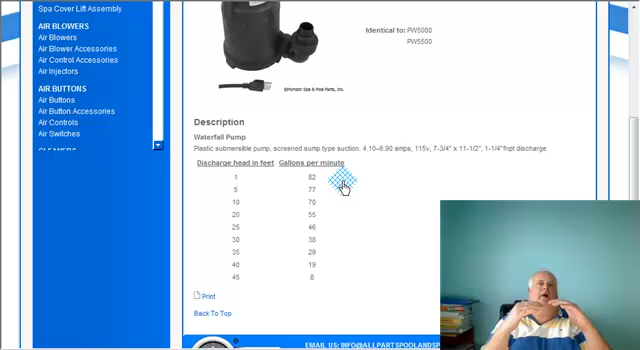 Spa Cover Lift Assembly
AIR BLOWERS
Air Blowers
Air Blower Accessories
Air Control Accessories
Air Injectors
AIR BUTTONS
Air Buttons
Air Button Accessories
Air Controls
Air Switches
CLEANERS
Identical to: PW5000
PW5500
©Horizon Spa & Pool Parts, Inc.
Description
Waterfall Pump
Plastic submersible pump, screened sump type suction. 4.10–6.90 amps, 115v, 7-3/4" x 11-1/2", 1-1/4"fnpt discharge
Discharge head in feet Gallons per minute
1 82
5 77
10 70
20 55
25 46
30 38
35 29
40 19
45 8
Print
Back To Top
EMAIL US: INFO@ALLPARTSPOOLANDSP